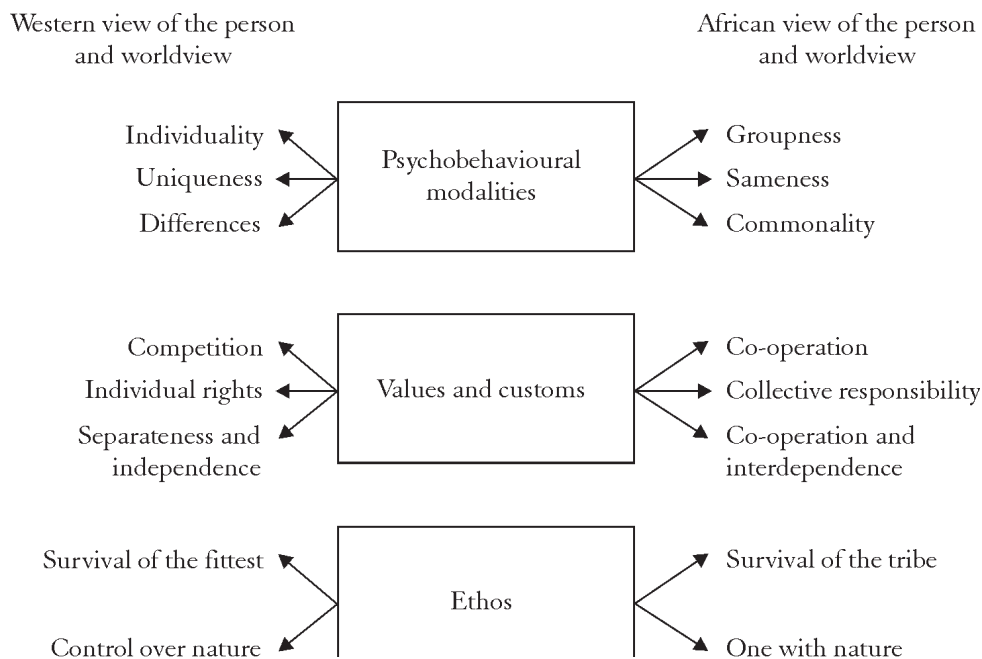 Western view of the person
and worldview
African view of the person
and worldview
Individuality
Uniqueness
Differences
Psychobehavioural
modalities
Groupness
Sameness
Commonality
Competition
Individual rights
Separateness and
independence
Values and customs
Co-operation
Collective responsibility
Co-operation and
interdependence
Survival of the fittest
Control over nature
Ethos
Survival of the tribe
One with nature